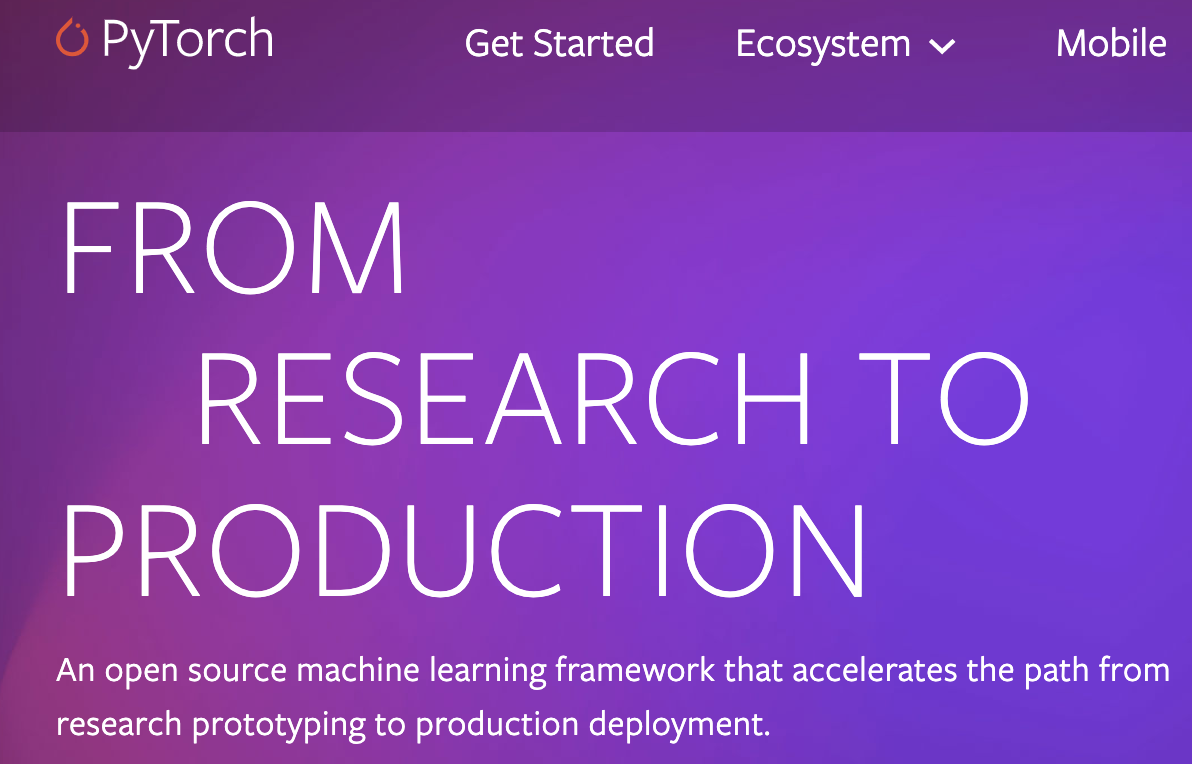 PyTorch Get Started Ecosystem Mobile
FROM
RESEARCH TO
PRODUCTION
An open source machine learning framework that accelerates the path from
research prototyping to production deployment.